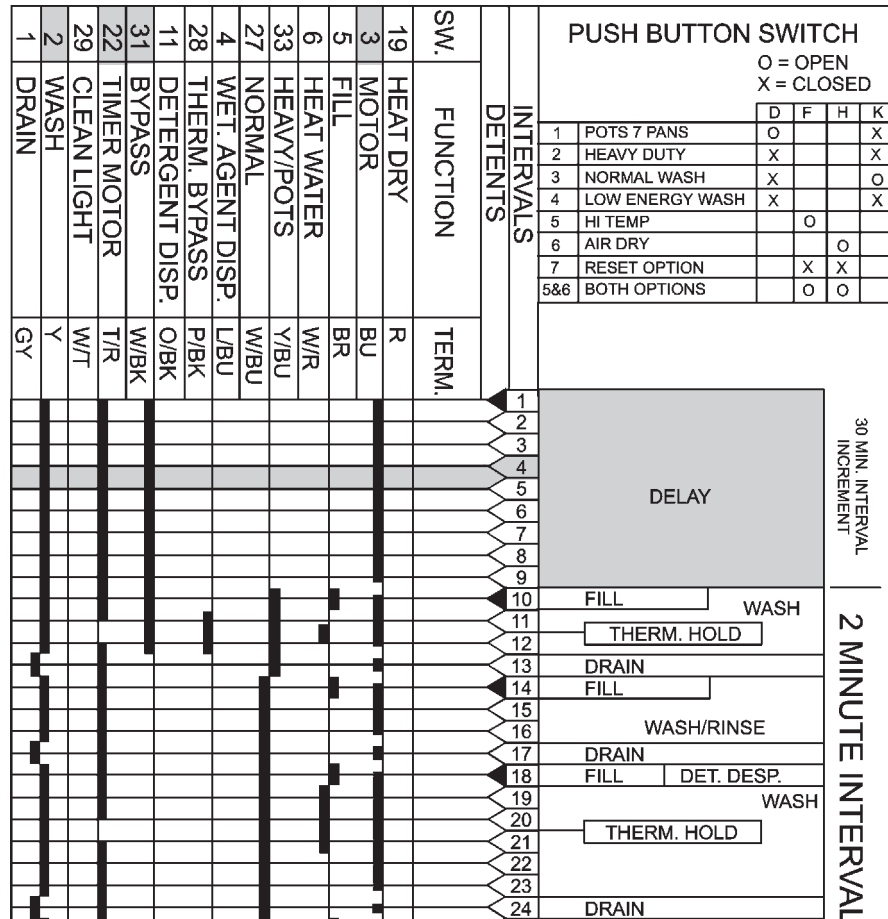 PUSH BUTTON SWITCH
O = OPEN
X = CLOSED
D F H K
1 POTS 7 PANS O X
2 HEAVY DUTY X X
3 NORMAL WASH X O
4 LOW ENERGY WASH X X
5 HI TEMP O
6 AIR DRY O
7 RESET OPTION X X
5&6 BOTH OPTIONS O O
INTERVALS
DETENTS
SW. FUNCTION TERM.
19 HEAT DRY R
3 MOTOR BU
5 FILL BR
6 HEAT WATER W/R
33 HEAVY/POTS Y/BU
27 NORMAL W/BU
4 WET. AGENT DISP. L/BU
28 THERM. BYPASS P/BK
11 DETERGENT DISP. O/BK
31 BYPASS W/BK
22 TIMER MOTOR T/R
29 CLEAN LIGHT W/T
2 WASH Y
1 DRAIN GY
30 MIN. INTERVAL
INCREMENT
1
2
3
4
5
DELAY
6
7
8
9
2 MINUTE INTERVAL
10 FILL
WASH
11
THERM. HOLD
12
13 DRAIN
14 FILL
15
16 WASH/RINSE
17 DRAIN
18 FILL DET. DESP.
19 WASH
20
THERM. HOLD
21
22
23
24 DRAIN